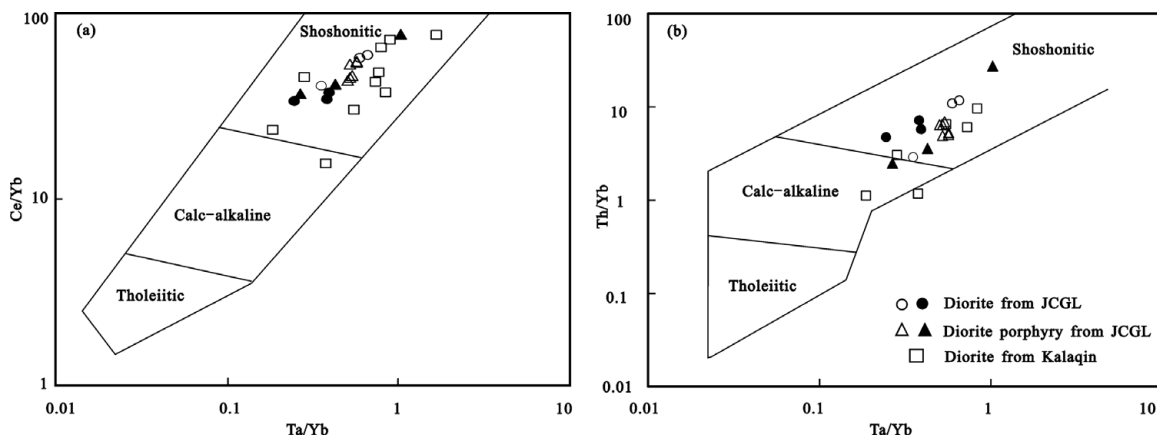 100
(a)
Shoshonitic
10
Ce/Yb
Calc-alkaline
Tholeiitic
1
0.01
0.1
1
10
Ta/Yb
100
(b)
Shoshonitic
10
Th/Yb
Calc-alkaline
1
0.1
Tholeiitic
Diorite from JCGL
Diorite porphyry from JCGL
Diorite from Kalaqin
0.01
0.01
0.1
1
10
Ta/Yb